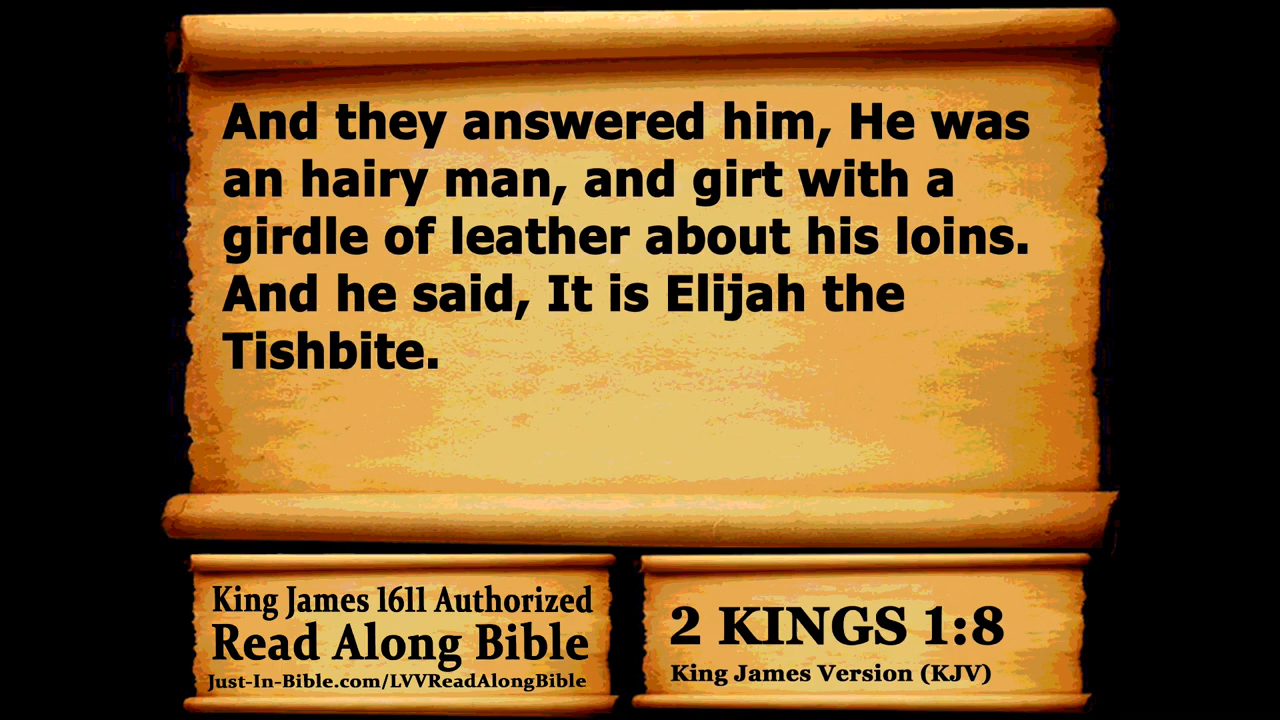 And they answered him, He was
an hairy man, and girt with a
girdle of leather about his loins.
And he said, It is Elijah the
Tishbite.
King James 1611 Authorized
Read Along Bible
Just-In-Bible.com/LVVReadAlongBible
2 KINGS 1:8
King James Version (KJV)